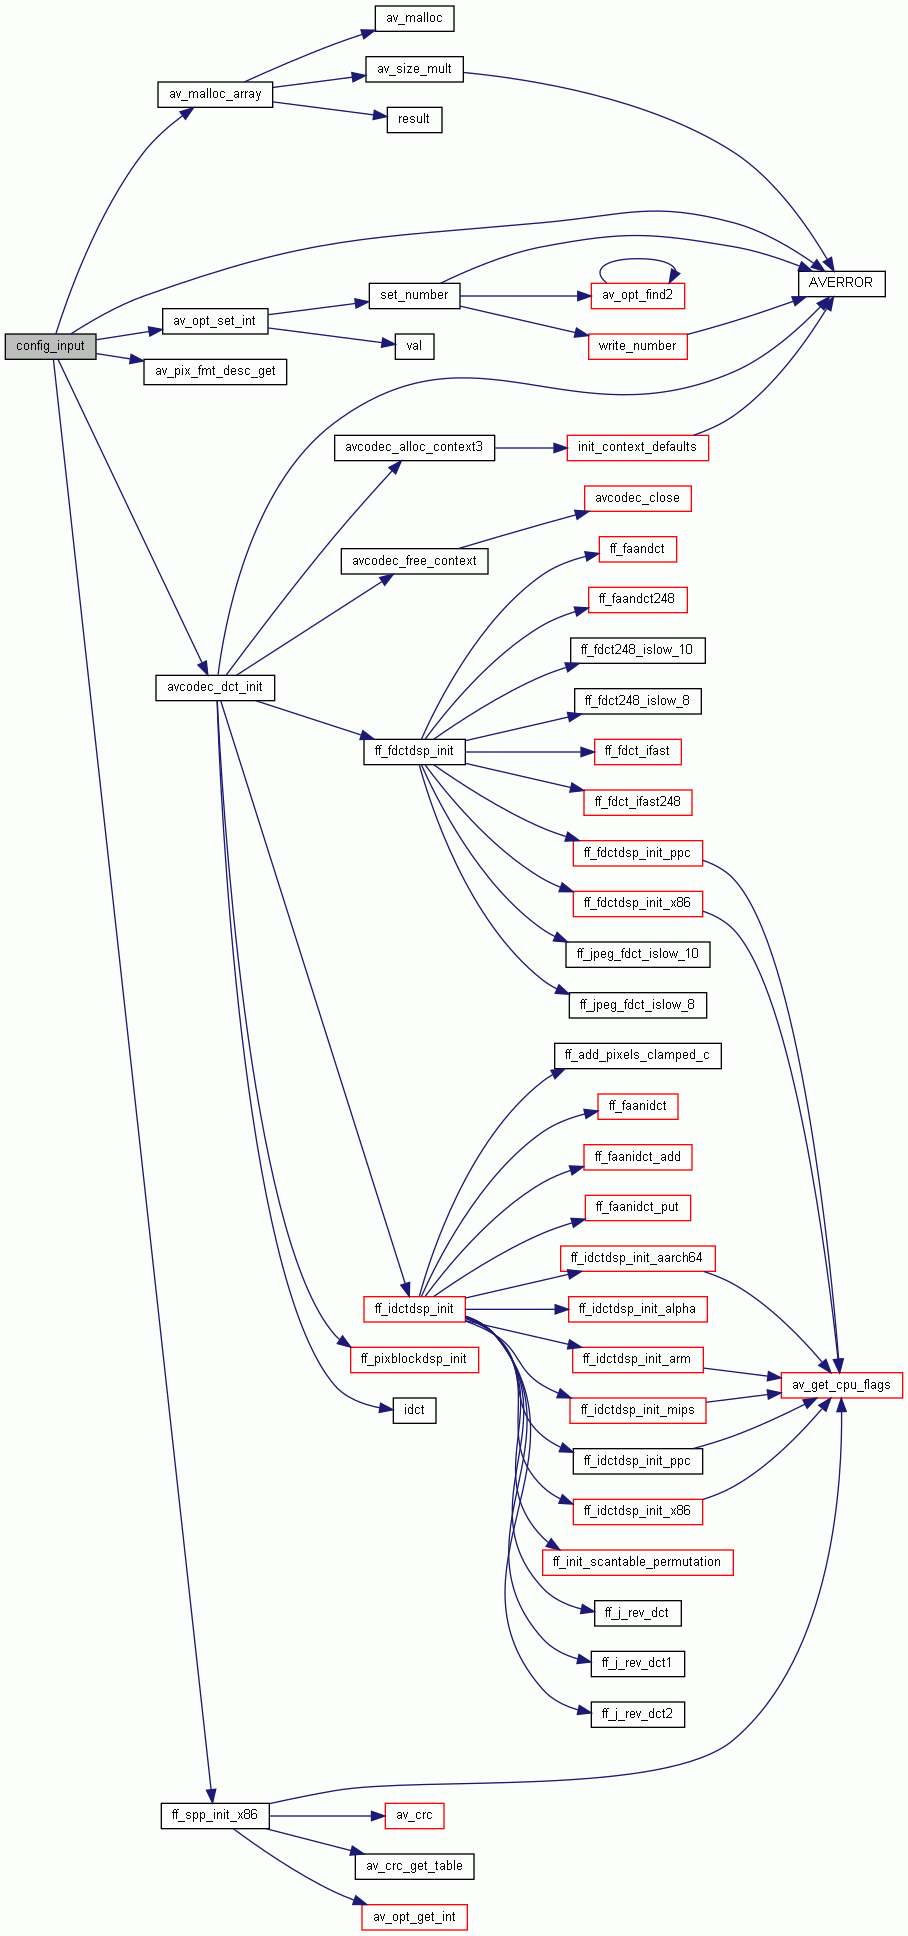 av_malloc
av_size_mult
av_malloc_array
result
AVERROR
set_number
av_opt_find2
av_opt_set_int
config_input
val
write_number
av_pix_fmt_desc_get
avcodec_alloc_context3
init_context_defaults
avcodec_close
ff_faandct
avcodec_free_context
ff_faandct248
ff_fdct248_islow_10
avcodec_dct_init
ff_fdct248_islow_8
ff_fdctdsp_init
ff_fdct_ifast
ff_fdct_ifast248
ff_fdctdsp_init_ppc
ff_fdctdsp_init_x86
ff_jpeg_fdct_islow_10
ff_jpeg_fdct_islow_8
ff_add_pixels_clamped_c
ff_faanidct
ff_faanidct_add
ff_faanidct_put
ff_idctdsp_init_aarch64
ff_idctdsp_init
ff_idctdsp_init_alpha
ff_pixblockdsp_init
ff_idctdsp_init_arm
av_get_cpu_flags
idct
ff_idctdsp_init_mips
ff_idctdsp_init_ppc
ff_idctdsp_init_x86
ff_init_scantable_permutation
ff_j_rev_dct
ff_j_rev_dct1
ff_j_rev_dct2
ff_spp_init_x86
av_crc
av_crc_get_table
av_opt_get_int